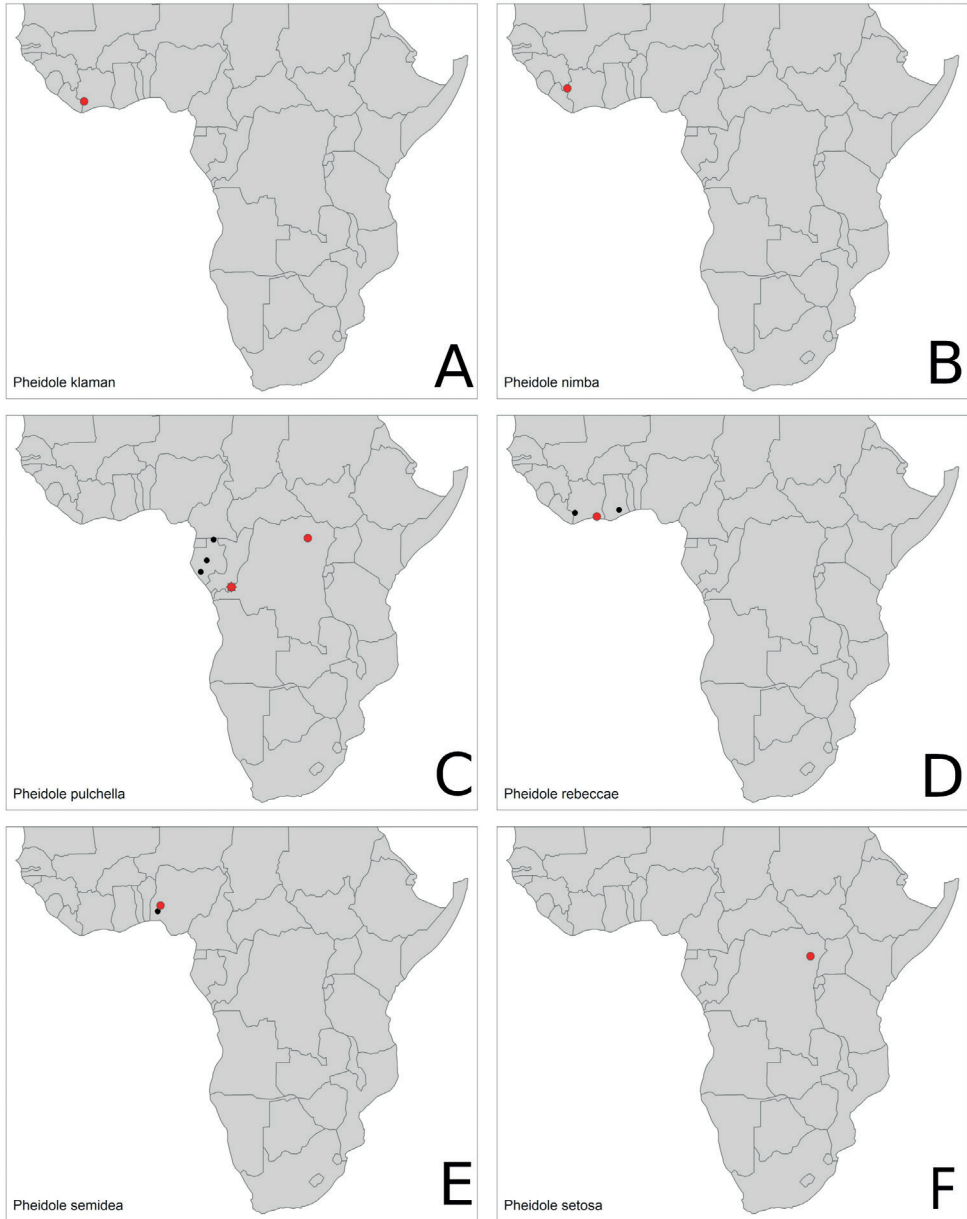 Pheidole klaman
A
Pheidole nimba
B
Pheidole pulchella
C
Pheidole rebeccae
D
Pheidole semidea
E
Pheidole setosa
F